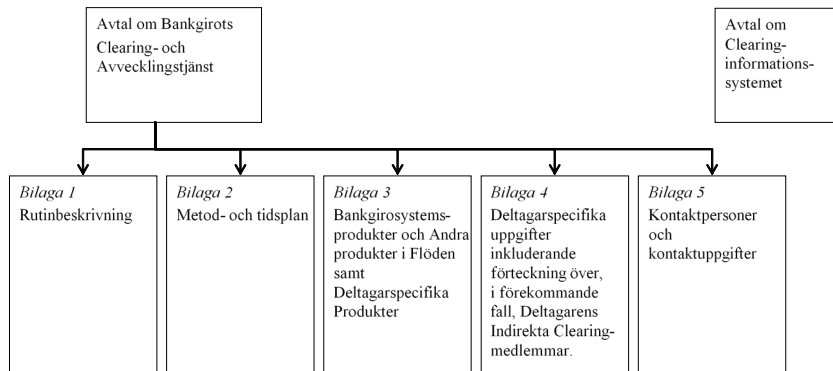 Avtal om Bankgirots
Clearing- och
Avvecklingstjänst
Avtal om
Clearing-
informations-
systemet
Bilaga 1
Rutinbeskrivning
Bilaga 2
Metod- och tidsplan
Bilaga 3
Bankgirosystems-
produkter och Andra
produkter i Flöden
samt
Deltagarspecifika
Produkter
Bilaga 4
Deltagarspecifika
uppgifter
inkluderande
förteckning över,
i förekommande
fall, Deltagarens
Indirekta Clearing-
medlemmar.
Bilaga 5
Kontaktpersoner
och
kontaktuppgifter